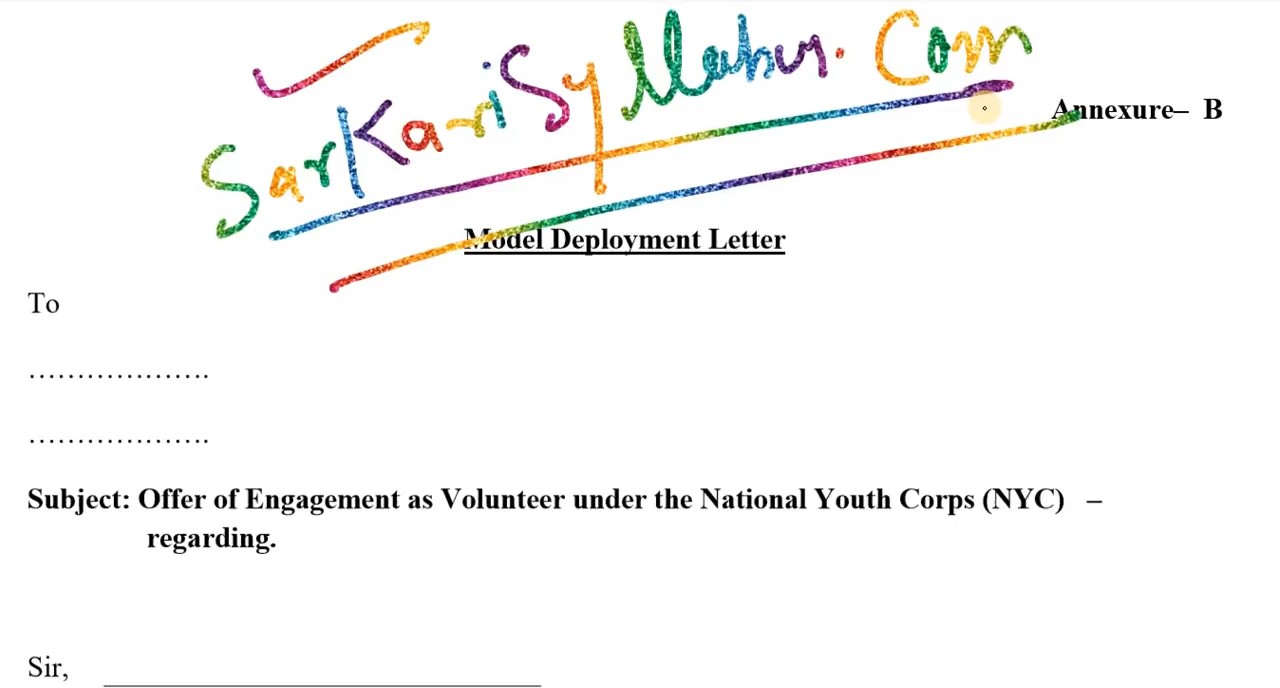 SarkariSyllabus.Com
Annexure– B
Model Deployment Letter
To
...................
...................
Subject: Offer of Engagement as Volunteer under the National Youth Corps (NYC) –
regarding.
Sir,